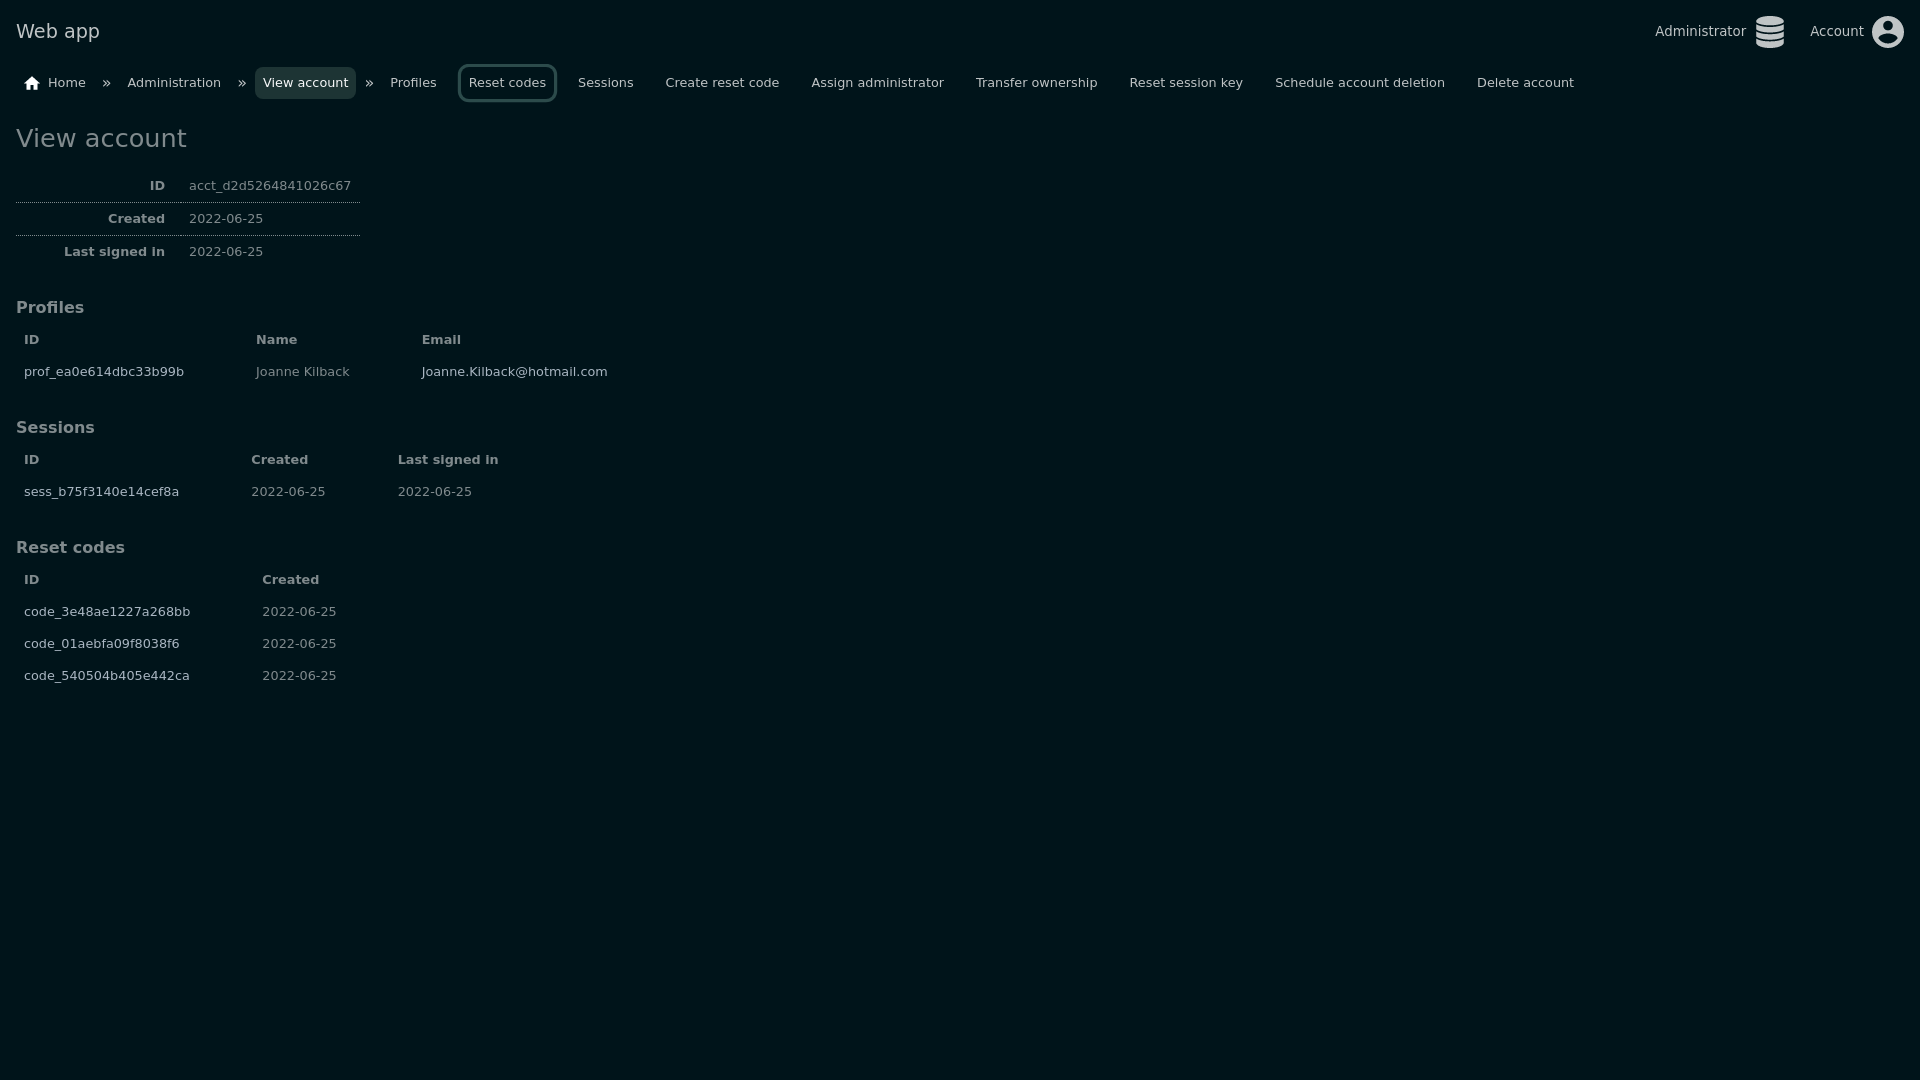 Web app
Administrator Account
Home » Administration » View account » Profiles Reset codes Sessions Create reset code Assign administrator Transfer ownership Reset session key Schedule account deletion Delete account
View account
ID acct_d2d5264841026c67
Created 2022-06-25
Last signed in 2022-06-25
Profiles
ID Name Email
prof_ea0e614dbc33b99b Joanne Kilback Joanne.Kilback@hotmail.com
Sessions
ID Created Last signed in
sess_b75f3140e14cef8a 2022-06-25 2022-06-25
Reset codes
ID Created
code_3e48ae1227a268bb 2022-06-25
code_01aebfa09f8038f6 2022-06-25
code_540504b405e442ca 2022-06-25